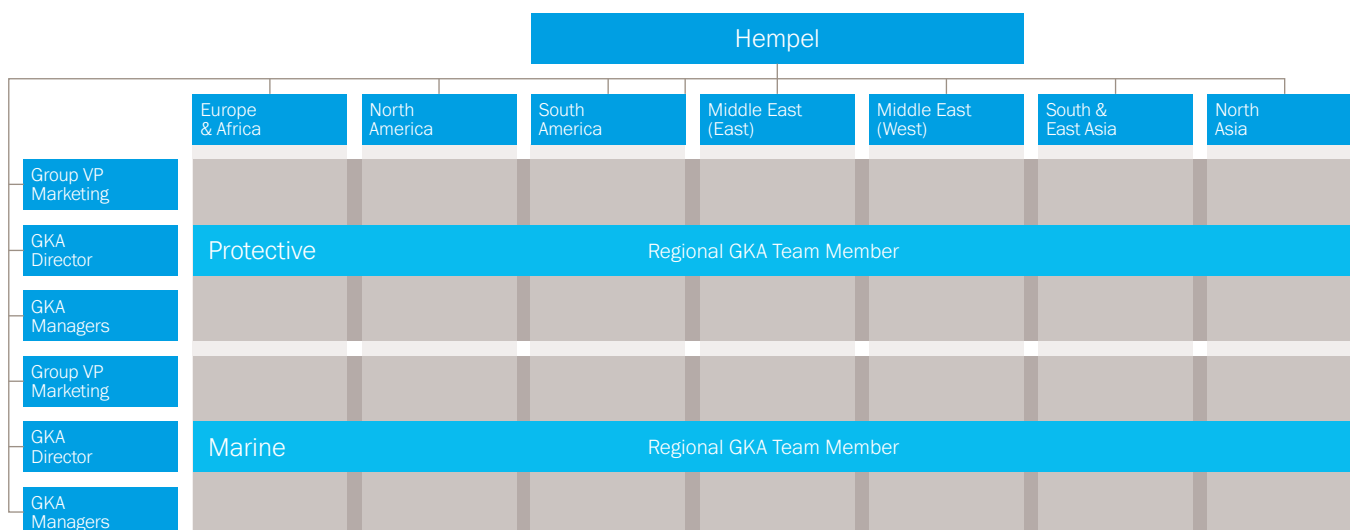 Hempel
Europe
& Africa
North
America
South
America
Middle East
(East)
Middle East
(West)
South &
East Asia
North
Asia
Group VP
Marketing
GKA
Director
Protective
Regional GKA Team Member
GKA
Managers
Group VP
Marketing
GKA
Director
Marine
Regional GKA Team Member
GKA
Managers